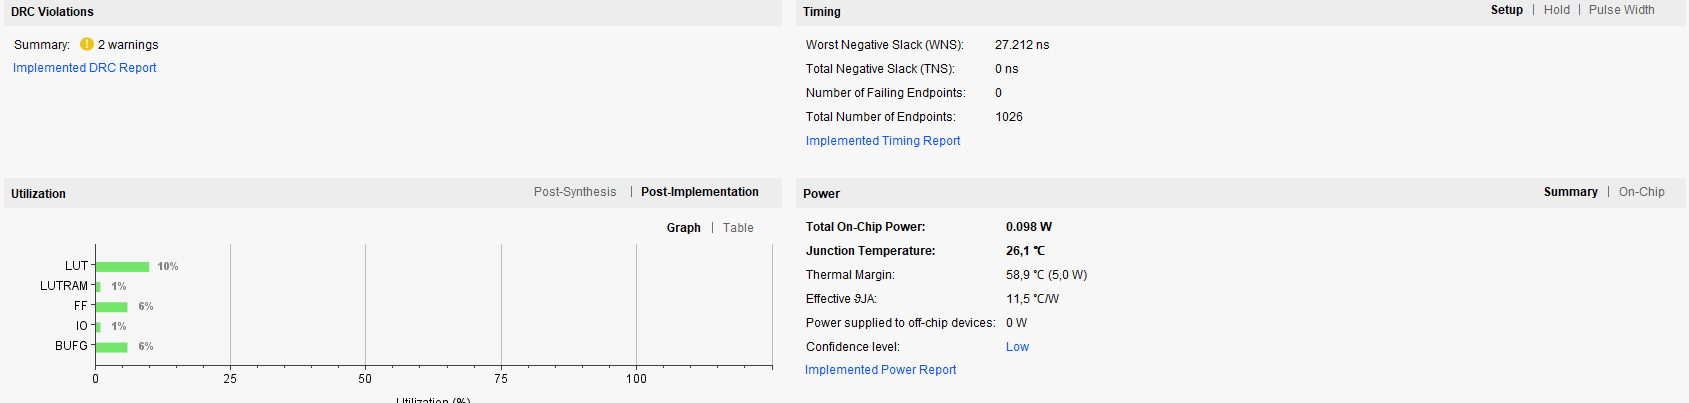 DRC Violations
Summary: 2 warnings
Implemented DRC Report
Timing
Setup | Hold | Pulse Width
Worst Negative Slack (WNS): 27.212 ns
Total Negative Slack (TNS): 0 ns
Number of Failing Endpoints: 0
Total Number of Endpoints: 1026
Implemented Timing Report
Utilization
Post-Synthesis | Post-Implementation
Graph | Table
LUT 10%
LUTRAM 1%
FF 6%
IO 1%
BUFG 6%
0 25 50 75 100
Utilization (%)
Power
Summary | On-Chip
Total On-Chip Power: 0.098 W
Junction Temperature: 26,1 °C
Thermal Margin: 58,9 °C (5,0 W)
Effective ϑJA: 11,5 °C/W
Power supplied to off-chip devices: 0 W
Confidence level: Low
Implemented Power Report